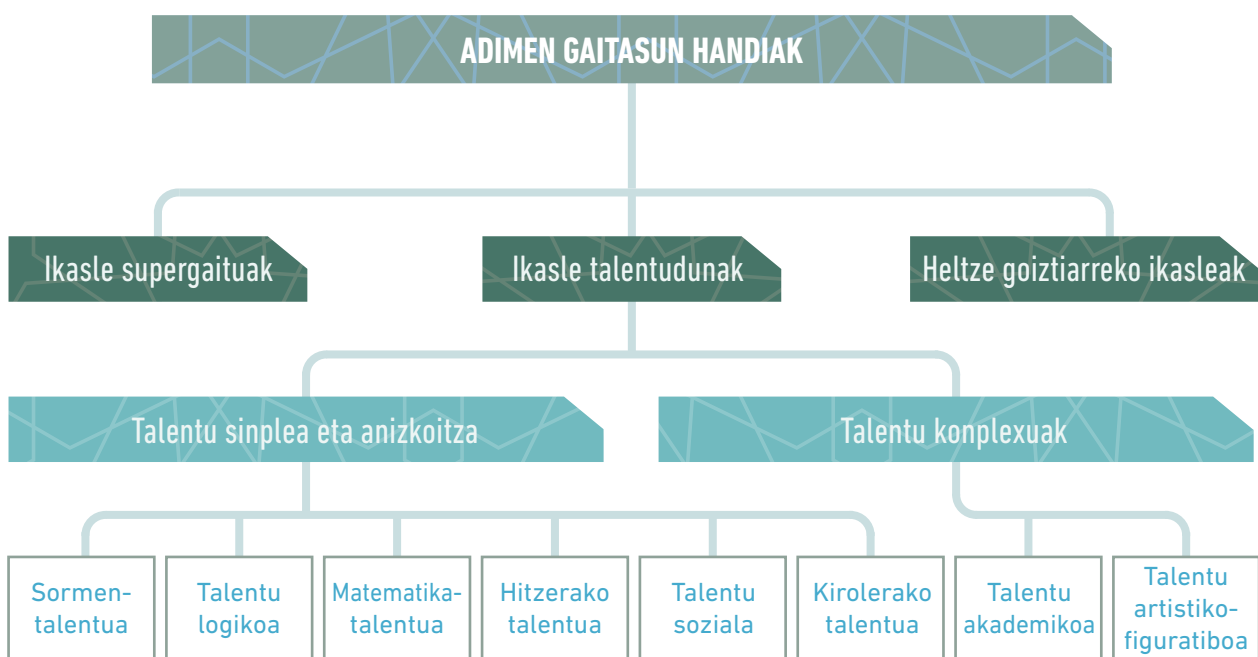 ADIMEN GAITASUN HANDIAK
Ikasle supergaituak
Ikasle talentudunak
Heltze goiztiarreko ikasleak
Talentu sinplea eta anizkoitza
Talentu konplexuak
Sormen-
talentua
Talentu
logikoa
Matematika-
talentua
Hitzerako
talentua
Talentu
soziala
Kirolerako
talentua
Talentu
akademikoa
Talentu
artistiko-
figuratiboa